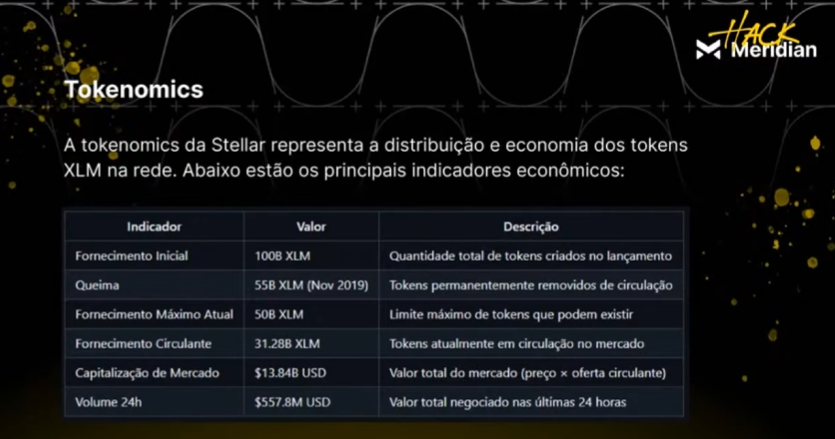 HACK
Meridian
Tokenomics
A tokenomics da Stellar representa a distribuição e economia dos tokens
XLM na rede. Abaixo estão os principais indicadores econômicos:
Indicador Valor Descrição
Fornecimento Inicial 100B XLM Quantidade total de tokens criados no lançamento
Queima 55B XLM (Nov 2019) Tokens permanentemente removidos de circulação
Fornecimento Máximo Atual 50B XLM Limite máximo de tokens que podem existir
Fornecimento Circulante 31.28B XLM Tokens atualmente em circulação no mercado
Capitalização de Mercado $13.84B USD Valor total do mercado (preço × oferta circulante)
Volume 24h $557.8M USD Valor total negociado nas últimas 24 horas